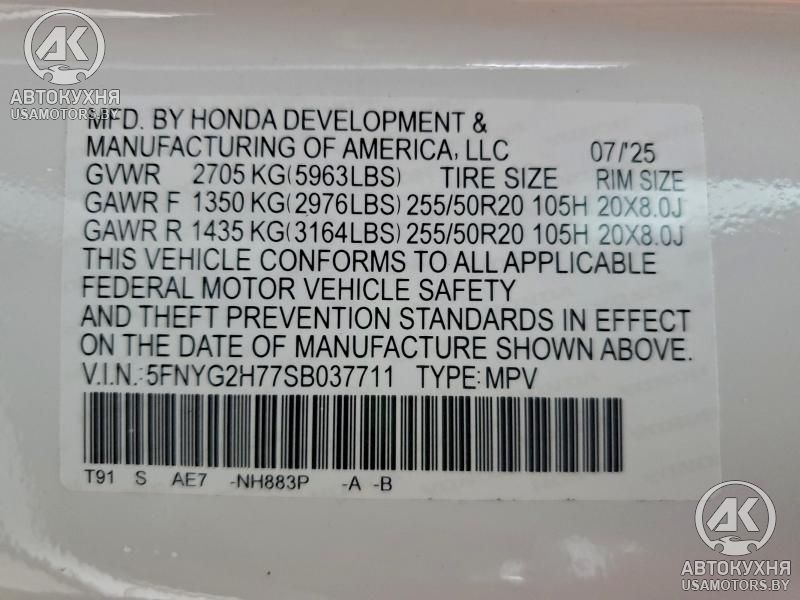 AK
АВТОКУХНЯ
USAMOTORS.BY
MFD. BY HONDA DEVELOPMENT &
MANUFACTURING OF AMERICA, LLC 07/'25
GVWR 2705 KG(5963LBS) TIRE SIZE RIM SIZE
GAWR F 1350 KG(2976LBS) 255/50R20 105H 20X8.0J
GAWR R 1435 KG(3164LBS) 255/50R20 105H 20X8.0J
THIS VEHICLE CONFORMS TO ALL APPLICABLE
FEDERAL MOTOR VEHICLE SAFETY
AND THEFT PREVENTION STANDARDS IN EFFECT
ON THE DATE OF MANUFACTURE SHOWN ABOVE.
V.I.N.: 5FNYG2H77SB037711 TYPE: MPV
T91 S AE7 -NH883P -A -B
AK
АВТОКУХНЯ
USAMOTORS.BY